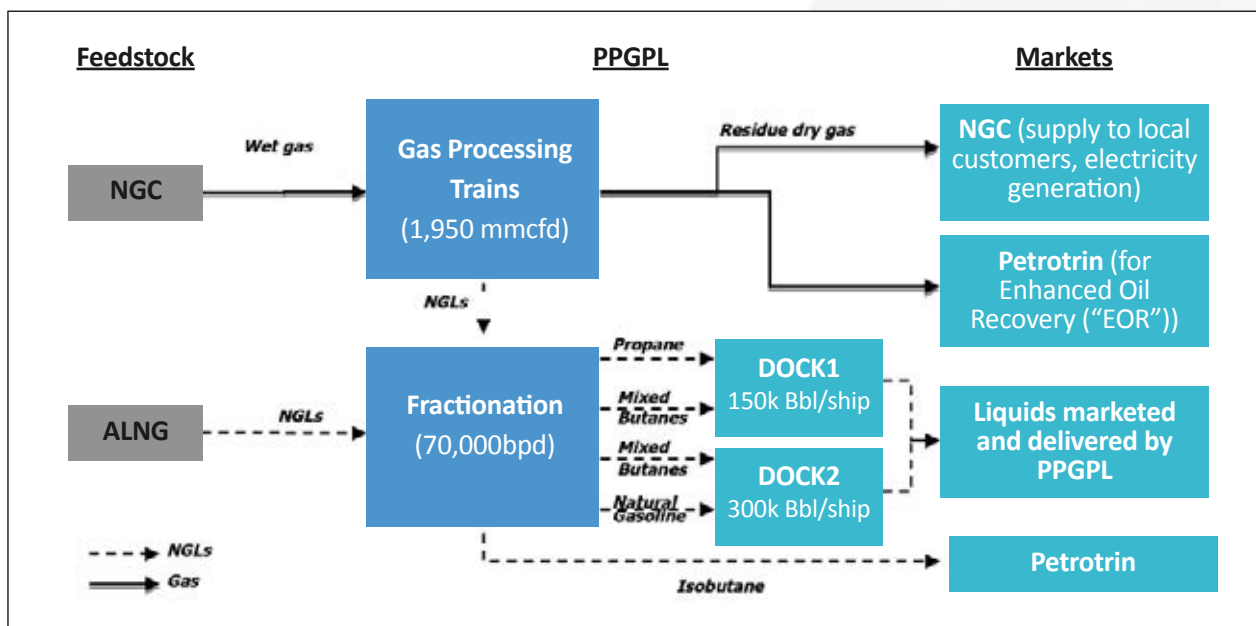 Feedstock
PPGPL
Markets
Wet gas
Residue dry gas
NGC
Gas Processing
Trains
(1,950 mmcfd)
NGC (supply to local
customers, electricity
generation)
Petrotrin (for
Enhanced Oil
Recovery (“EOR”))
NGLs
ALNG
NGLs
Fractionation
(70,000bpd)
Propane
Mixed
Butanes
Mixed
Butanes
Natural
Gasoline
DOCK1
150k Bbl/ship
DOCK2
300k Bbl/ship
Liquids marketed
and delivered by
PPGPL
Petrotrin
Isobutane
NGLs
Gas